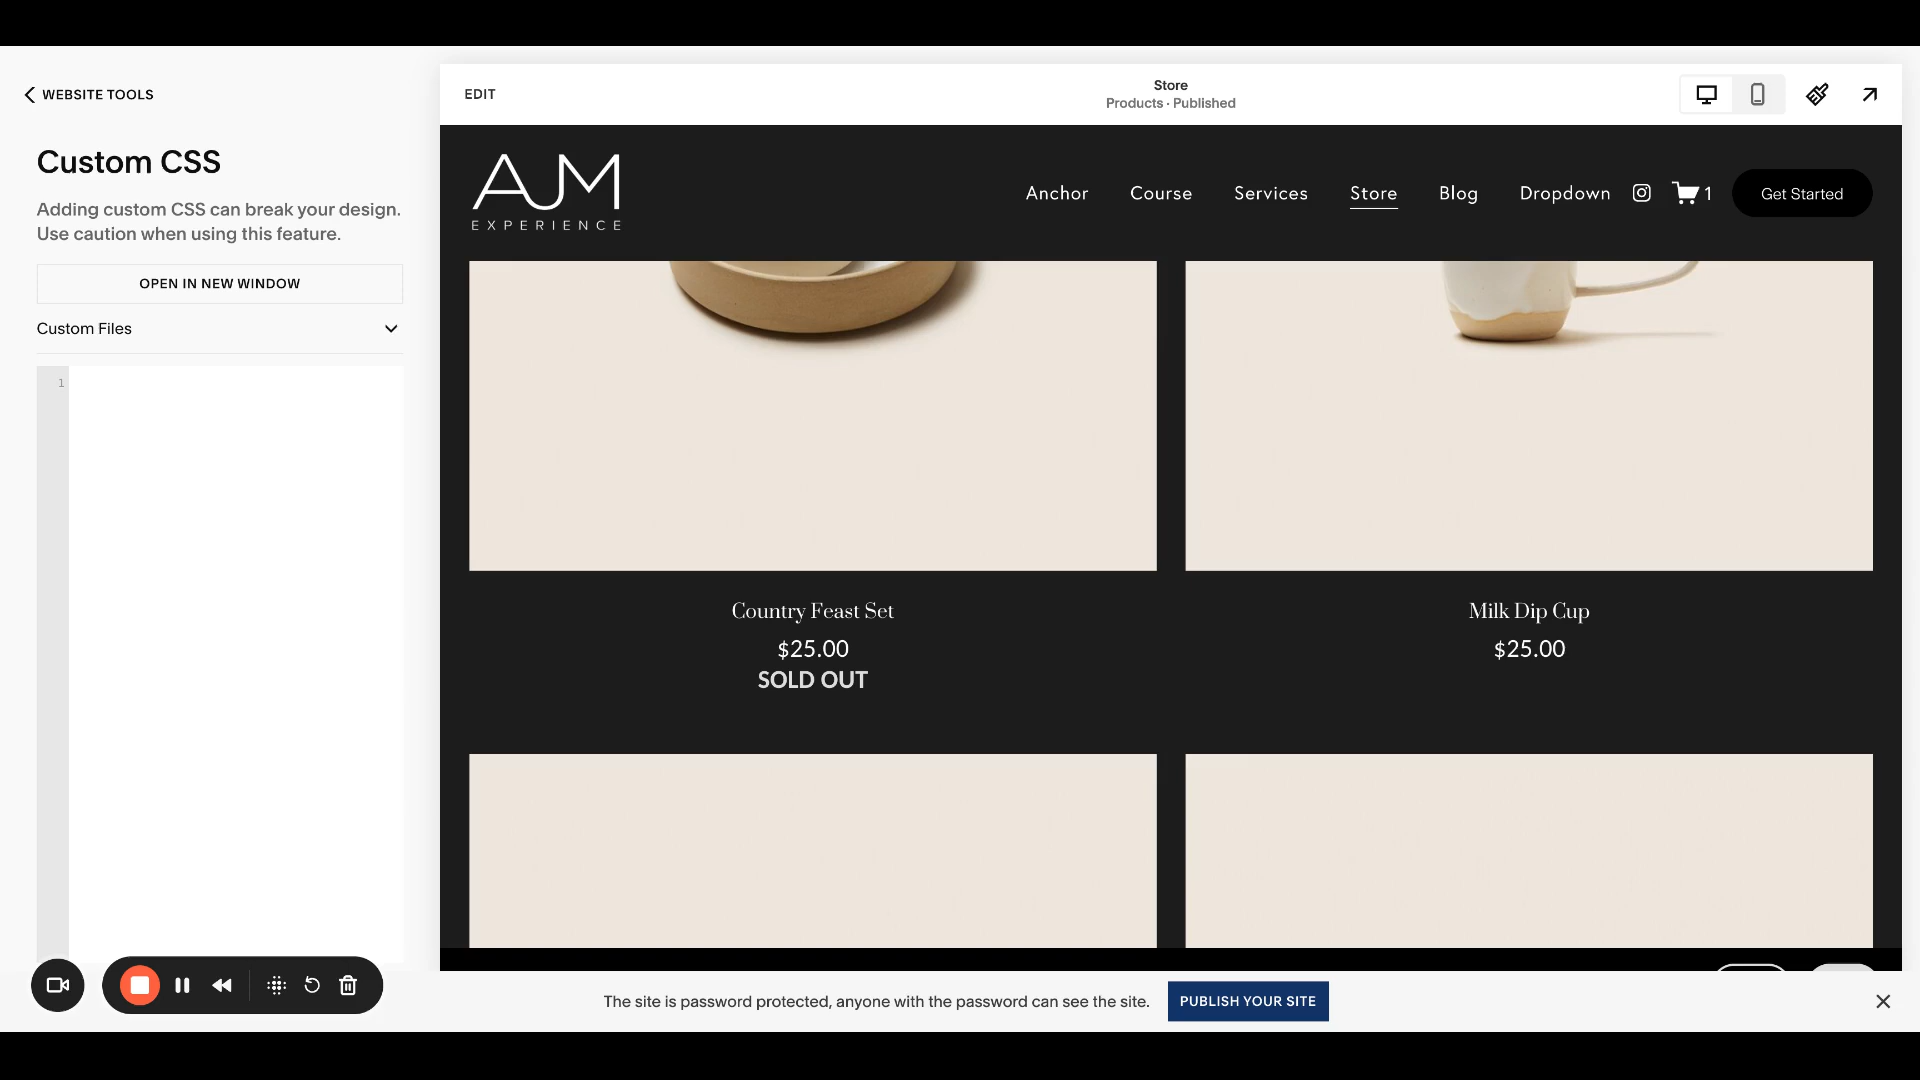 WEBSITE TOOLS
Custom CSS
Adding custom CSS can break your design.
Use caution when using this feature.
OPEN IN NEW WINDOW
Custom Files
1
EDIT
Store
Products · Published
AJM
EXPERIENCE
Anchor
Course
Services
Store
Blog
Dropdown
1
Get Started
Country Feast Set
$25.00
SOLD OUT
Milk Dip Cup
$25.00
The site is password protected, anyone with the password can see the site.
PUBLISH YOUR SITE